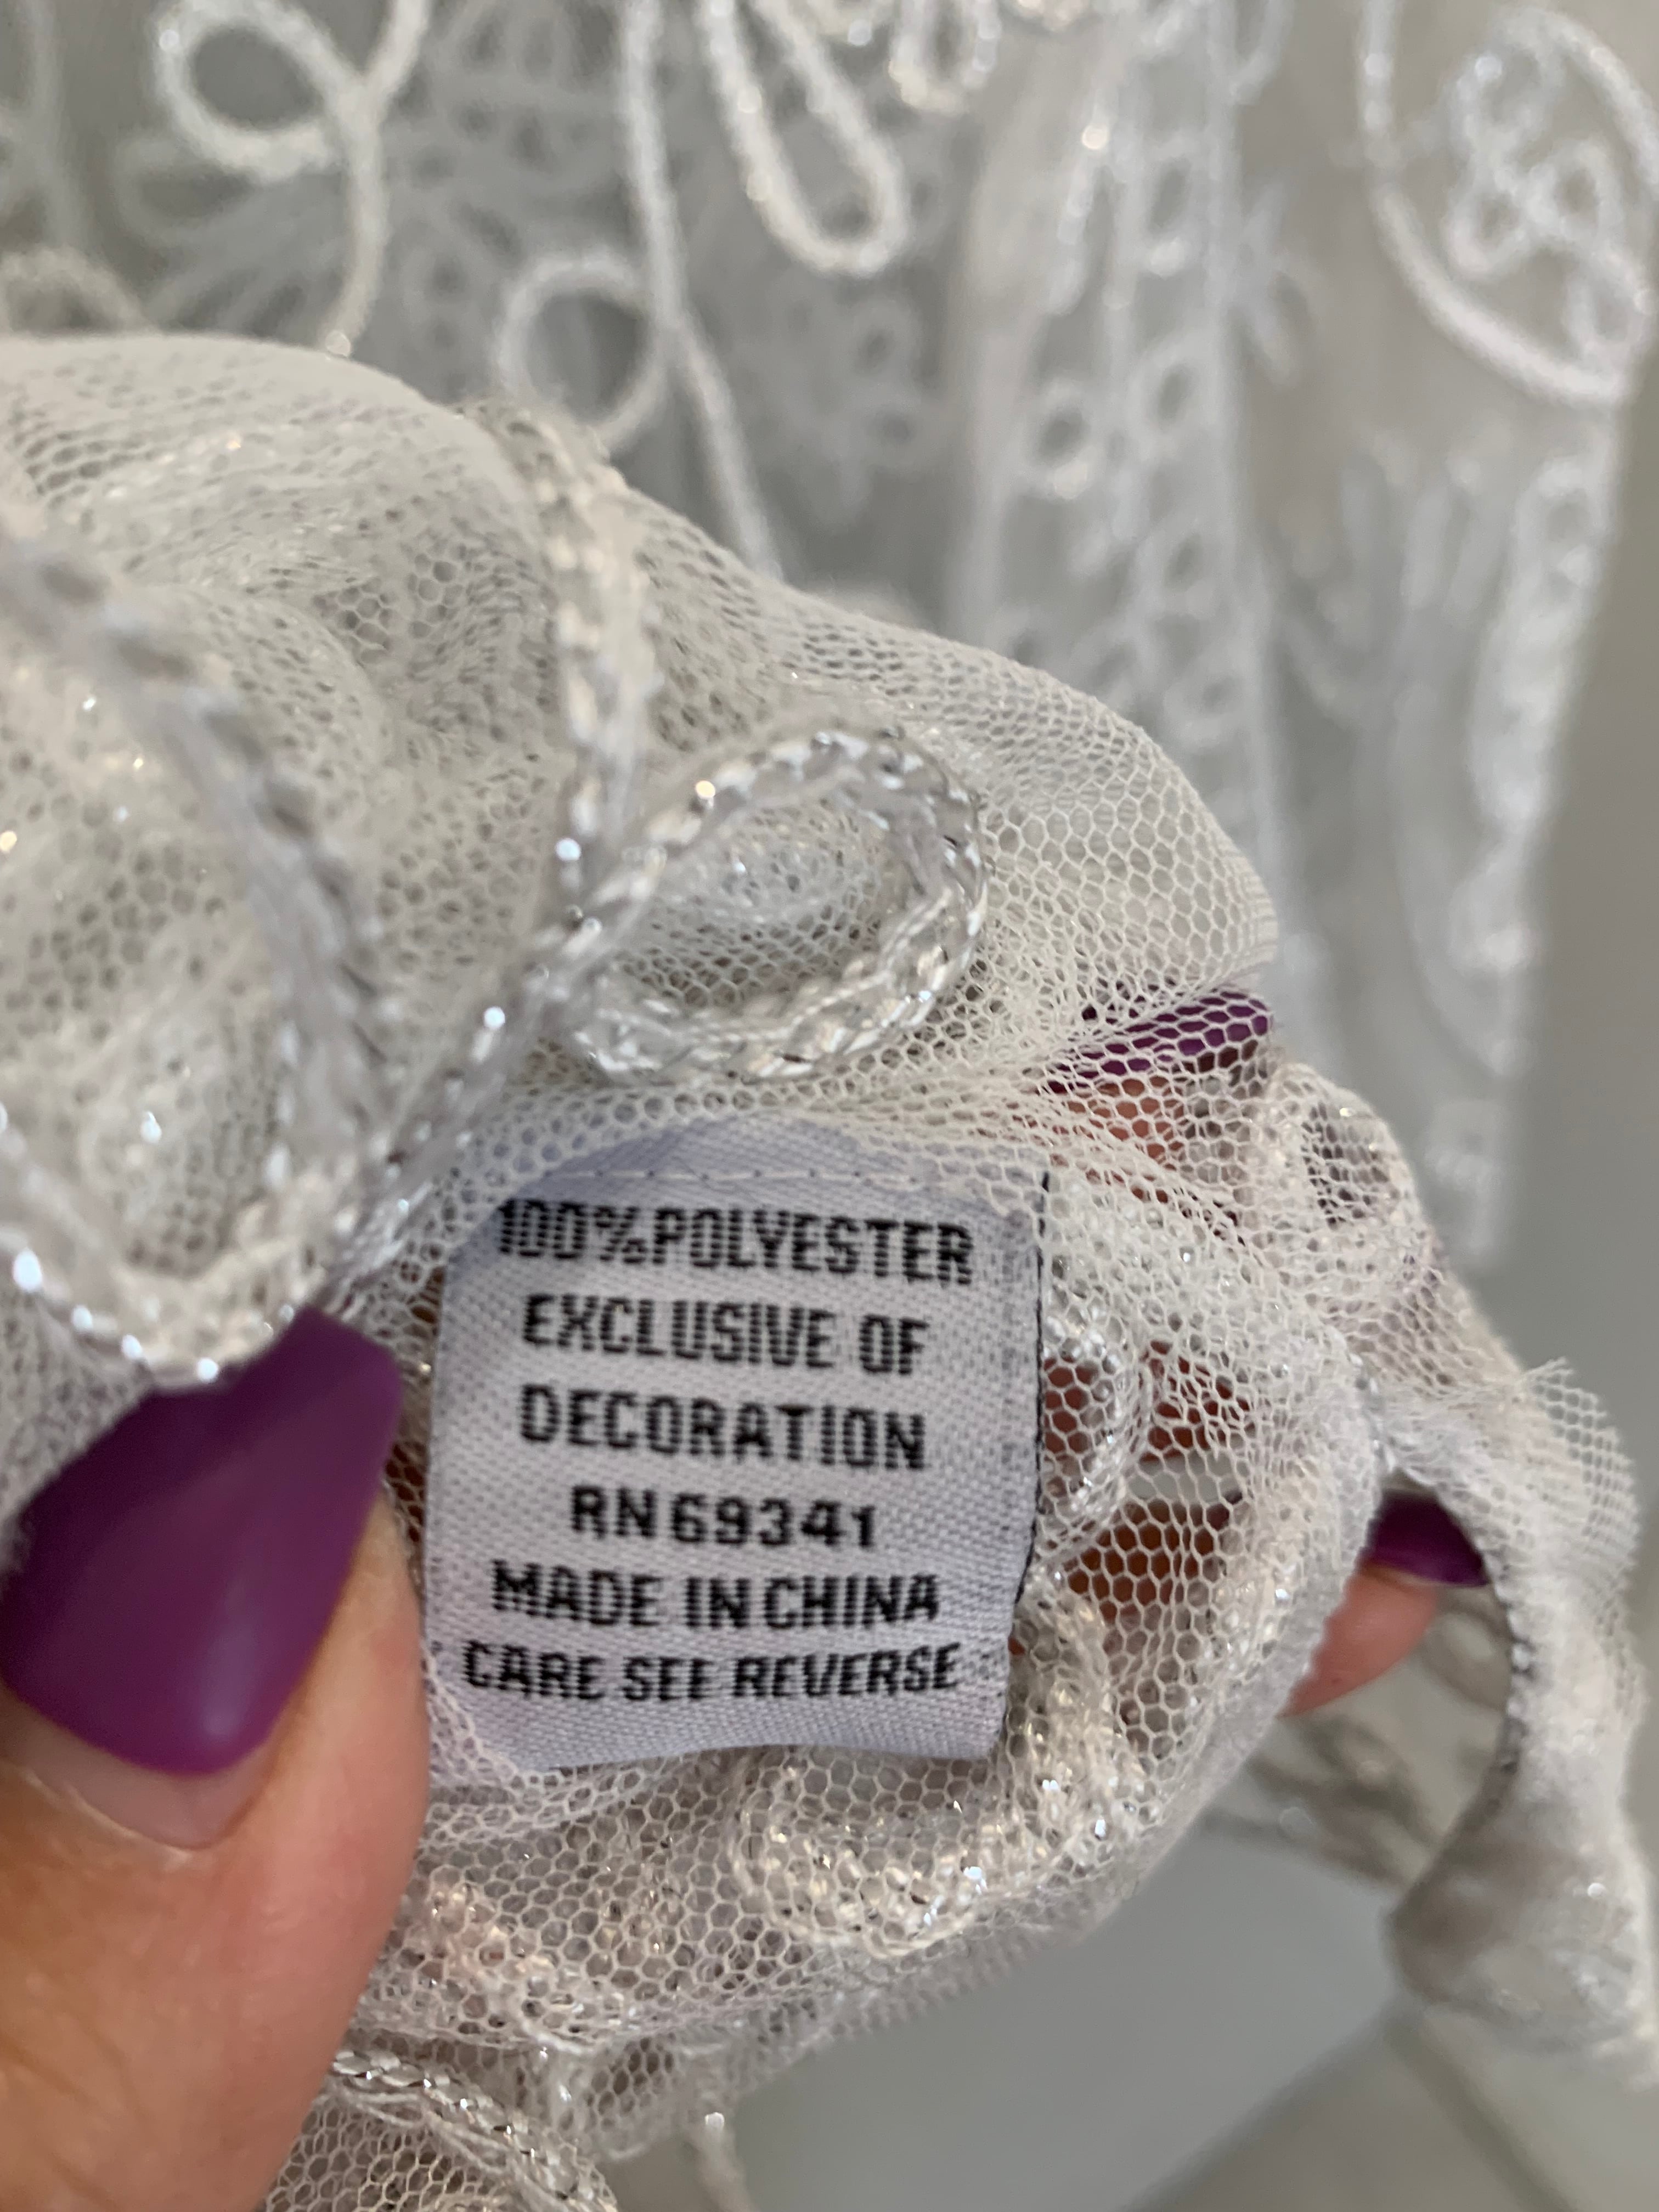 100%POLYESTER
EXCLUSIVE OF
DECORATION
RN69341
MADE IN CHINA
CARE SEE REVERSE